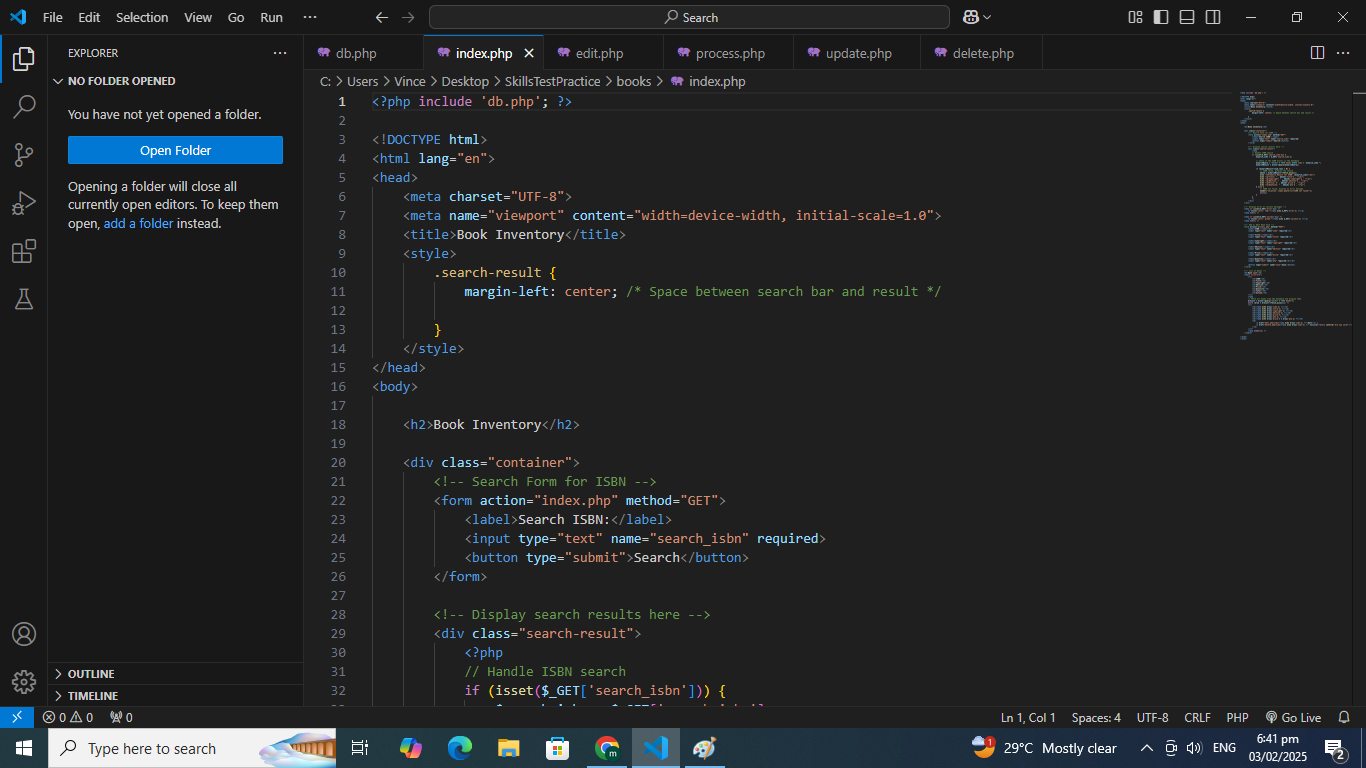 File Edit Selection View Go Run ··· Search
EXPLORER ···
NO FOLDER OPENED
You have not yet opened a folder.
Open Folder
Opening a folder will close all
currently open editors. To keep them
open, add a folder instead.
OUTLINE
TIMELINE
db.php index.php edit.php process.php update.php delete.php
C: > Users > Vince > Desktop > SkillsTestPractice > books > index.php
1 <?php include 'db.php'; ?>
2
3 <!DOCTYPE html>
4 <html lang="en">
5 <head>
6 <meta charset="UTF-8">
7 <meta name="viewport" content="width=device-width, initial-scale=1.0">
8 <title>Book Inventory</title>
9 <style>
10 .search-result {
11 margin-left: center; /* Space between search bar and result */
12
13 }
14 </style>
15 </head>
16 <body>
17
18 <h2>Book Inventory</h2>
19
20 <div class="container">
21 <!-- Search Form for ISBN -->
22 <form action="index.php" method="GET">
23 <label>Search ISBN:</label>
24 <input type="text" name="search_isbn" required>
25 <button type="submit">Search</button>
26 </form>
27
28 <!-- Display search results here -->
29 <div class="search-result">
30 <?php
31 // Handle ISBN search
32 if (isset($_GET['search_isbn'])) {
0 0 0 Ln 1, Col 1 Spaces: 4 UTF-8 CRLF PHP Go Live
Type here to search 1 29°C Mostly clear ENG 6:41 pm 2
03/02/2025